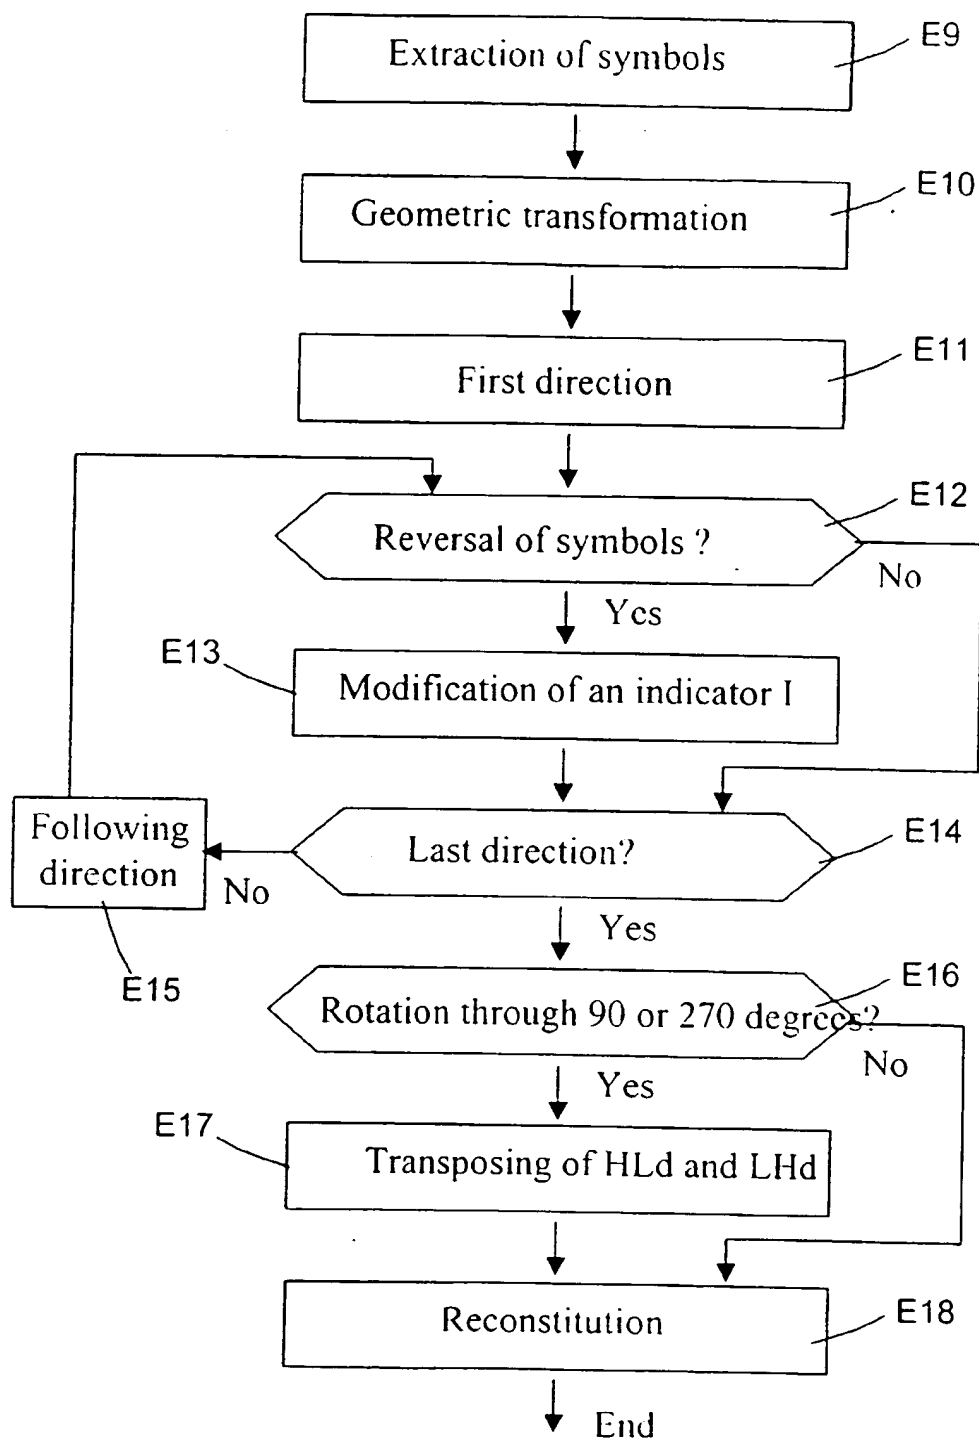 Extraction of symbols
E9
Geometric transformation
E10
First direction
E11
E12
Reversal of symbols ?
No
Yes
E13
Modification of an indicator I
Following
direction
E14
Last direction?
No
Yes
E15
E16
Rotation through 90 or 270 degrees?
No
Yes
E17
Transposing of HLd and LHd
Reconstitution
E18
End